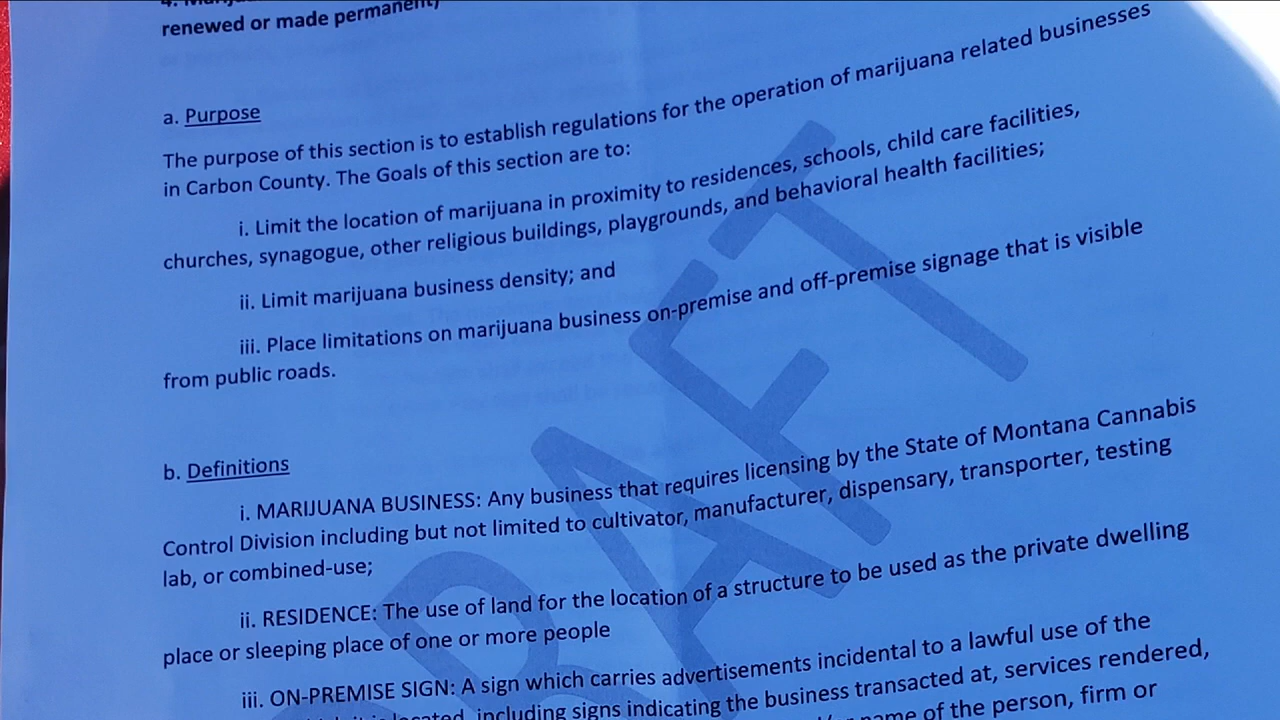 renewed or made permanent)
a. Purpose
The purpose of this section is to establish regulations for the operation of marijuana related businesses
in Carbon County. The Goals of this section are to:
i. Limit the location of marijuana in proximity to residences, schools, child care facilities,
churches, synagogue, other religious buildings, playgrounds, and behavioral health facilities;
ii. Limit marijuana business density; and
iii. Place limitations on marijuana business on-premise and off-premise signage that is visible
from public roads.
b. Definitions
i. MARIJUANA BUSINESS: Any business that requires licensing by the State of Montana Cannabis
Control Division including but not limited to cultivator, manufacturer, dispensary, transporter, testing
lab, or combined-use;
ii. RESIDENCE: The use of land for the location of a structure to be used as the private dwelling
place or sleeping place of one or more people
iii. ON-PREMISE SIGN: A sign which carries advertisements incidental to a lawful use of the
located, including signs indicating the business transacted at, services rendered,
name of the person, firm or
DRAFT